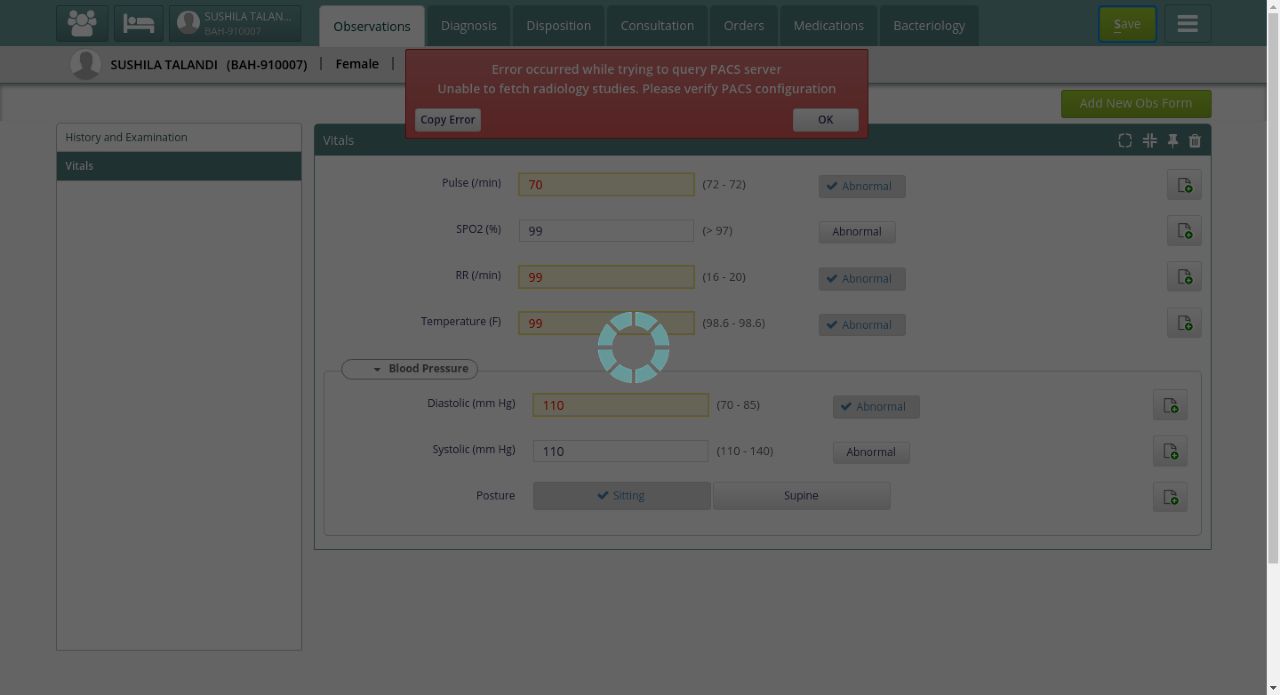 SUSHILA TALAN...
BAH-910007
Observations
Diagnosis
Disposition
Consultation
Orders
Medications
Bacteriology
Save
SUSHILA TALANDI (BAH-910007) | Female |
Error occurred while trying to query PACS server
Unable to fetch radiology studies. Please verify PACS configuration
Copy Error
OK
Add New Obs Form
History and Examination
Vitals
Vitals
Pulse (/min) 70 (72 - 72) Abnormal
SPO2 (%) 99 (> 97) Abnormal
RR (/min) 99 (16 - 20) Abnormal
Temperature (F) 99 (98.6 - 98.6) Abnormal
Blood Pressure
Diastolic (mm Hg) 110 (70 - 85) Abnormal
Systolic (mm Hg) 110 (110 - 140) Abnormal
Posture Sitting Supine